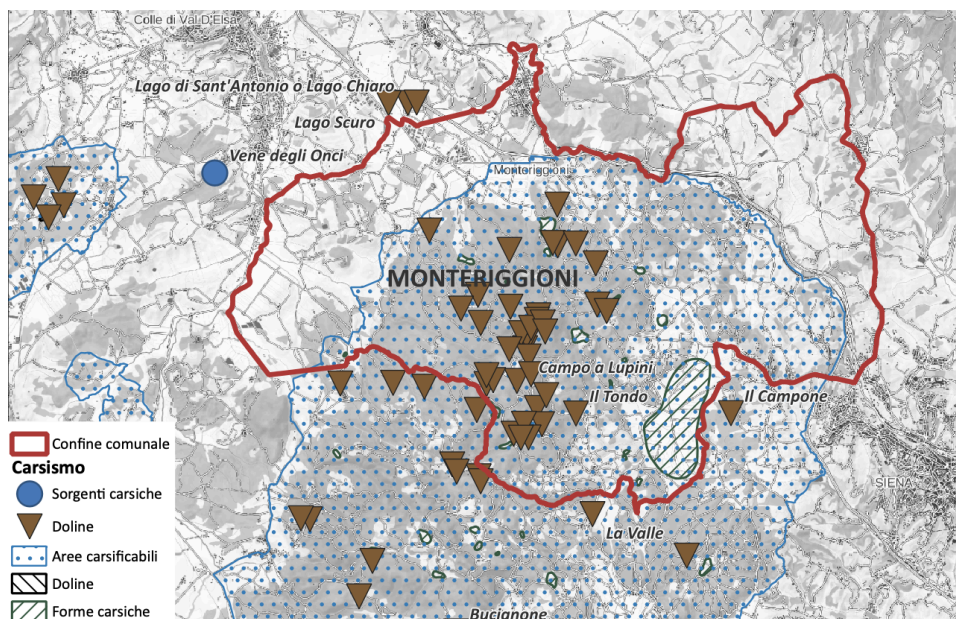 Colle di Val D'Elsa
Lago di Sant'Antonio o Lago Chiaro
Lago Scuro
Vene degli Onci
Monteriggioni
MONTERIGGIONI
Campo a Lupini
Il Tondo
Il Campone
SIENA
La Valle
Bucignone
Confine comunale
Carsismo
Sorgenti carsiche
Doline
Aree carsificabili
Doline
Forme carsiche